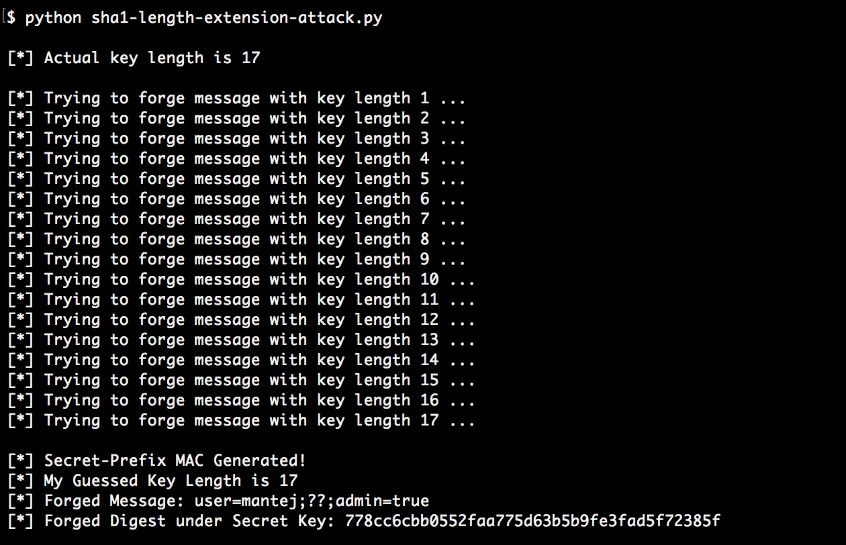 [$ python sha1-length-extension-attack.py
[*] Actual key length is 17
[*] Trying to forge message with key length 1 ...
[*] Trying to forge message with key length 2 ...
[*] Trying to forge message with key length 3 ...
[*] Trying to forge message with key length 4 ...
[*] Trying to forge message with key length 5 ...
[*] Trying to forge message with key length 6 ...
[*] Trying to forge message with key length 7 ...
[*] Trying to forge message with key length 8 ...
[*] Trying to forge message with key length 9 ...
[*] Trying to forge message with key length 10 ...
[*] Trying to forge message with key length 11 ...
[*] Trying to forge message with key length 12 ...
[*] Trying to forge message with key length 13 ...
[*] Trying to forge message with key length 14 ...
[*] Trying to forge message with key length 15 ...
[*] Trying to forge message with key length 16 ...
[*] Trying to forge message with key length 17 ...
[*] Secret-Prefix MAC Generated!
[*] My Guessed Key Length is 17
[*] Forged Message: user=mantej;??;admin=true
[*] Forged Digest under Secret Key: 778cc6cbb0552faa775d63b5b9fe3fad5f72385f